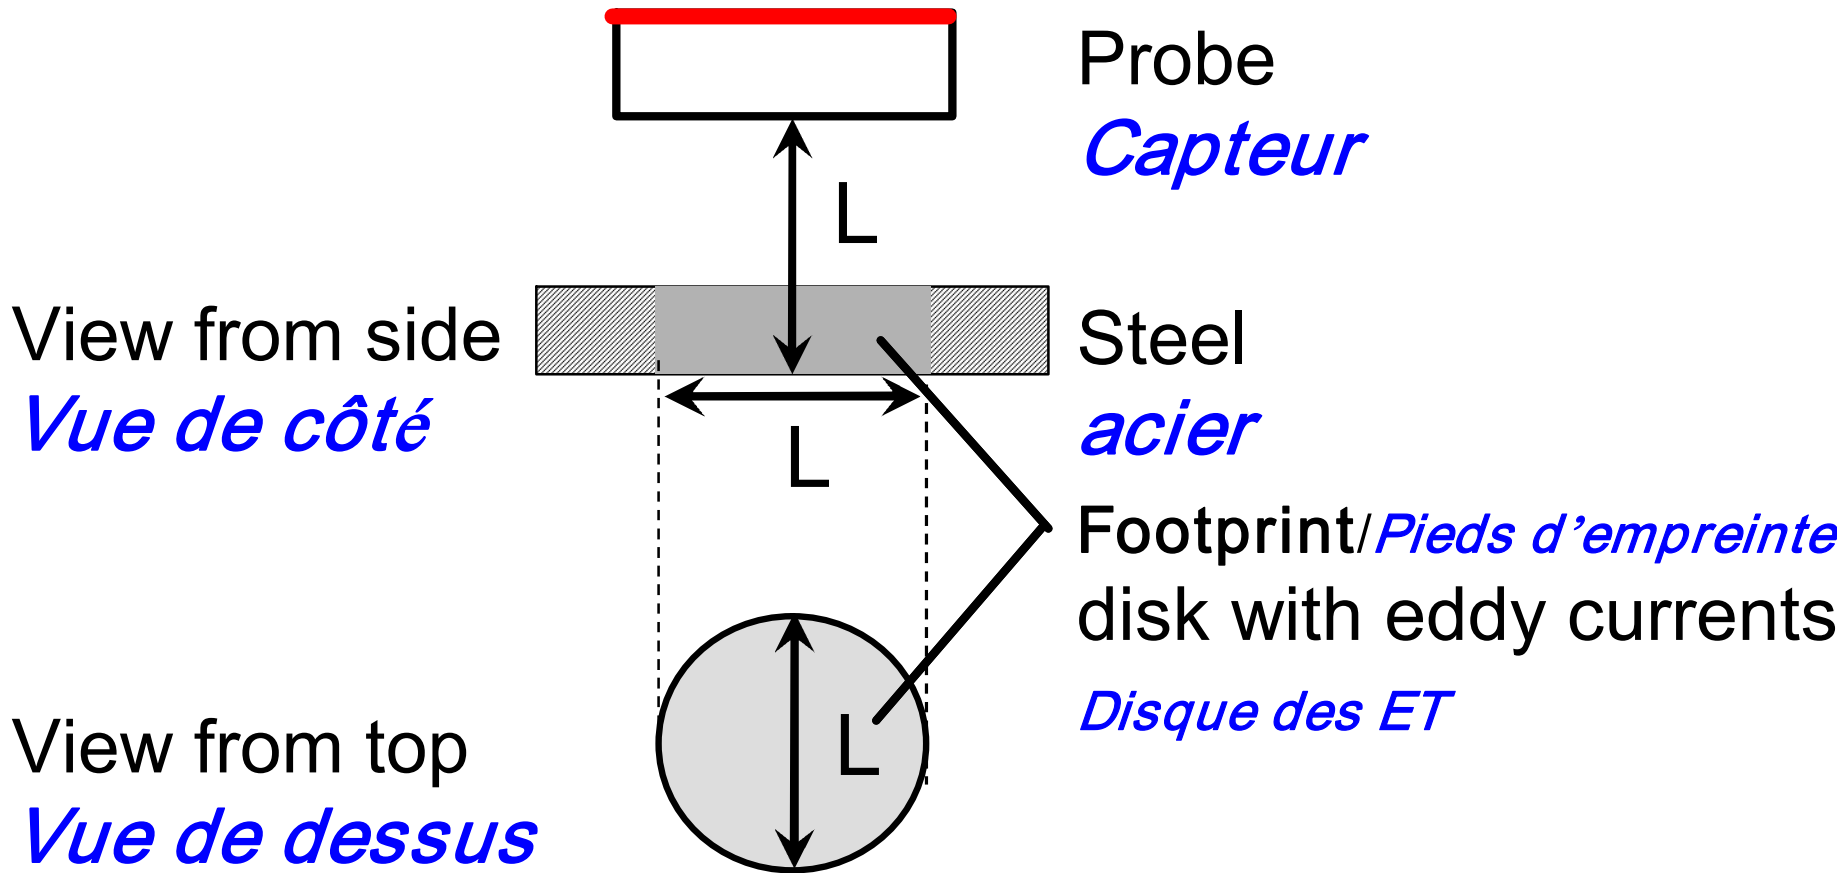 Probe
Capteur
L
View from side
Vue de côté
Steel
acier
L
Footprint/Pieds d’empreinte
disk with eddy currents
Disque des ET
L
View from top
Vue de dessus